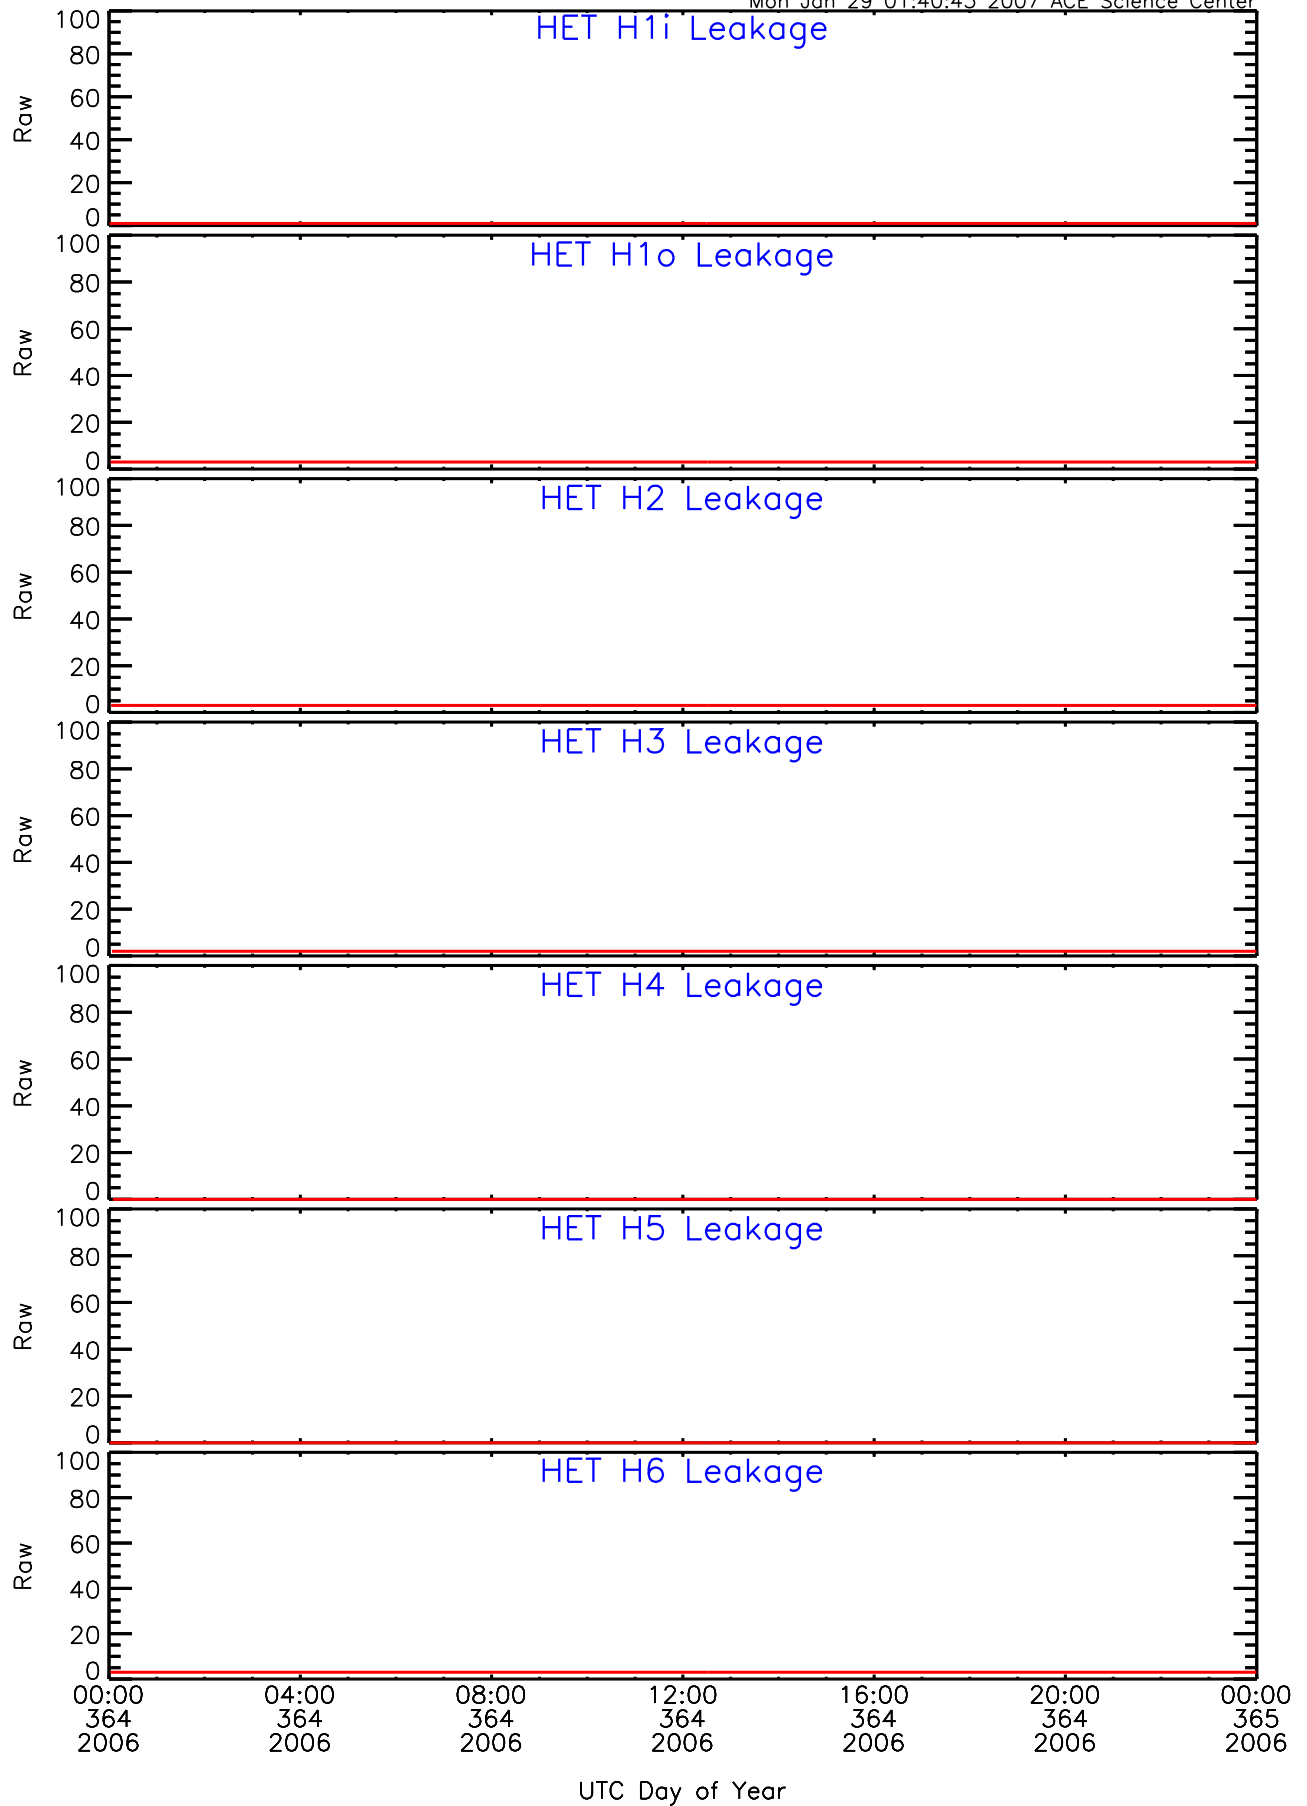 Mon Jan 29 01:40:45 2007 ACE Science Center
HET H1i Leakage
100
80
60
40
20
0
Raw
HET H1o Leakage
100
80
60
40
20
0
Raw
HET H2 Leakage
100
80
60
40
20
0
Raw
HET H3 Leakage
100
80
60
40
20
0
Raw
HET H4 Leakage
100
80
60
40
20
0
Raw
HET H5 Leakage
100
80
60
40
20
0
Raw
HET H6 Leakage
100
80
60
40
20
0
Raw
00:00 04:00 08:00 12:00 16:00 20:00 00:00
364 364 364 364 364 364 365
2006 2006 2006 2006 2006 2006 2006
UTC Day of Year